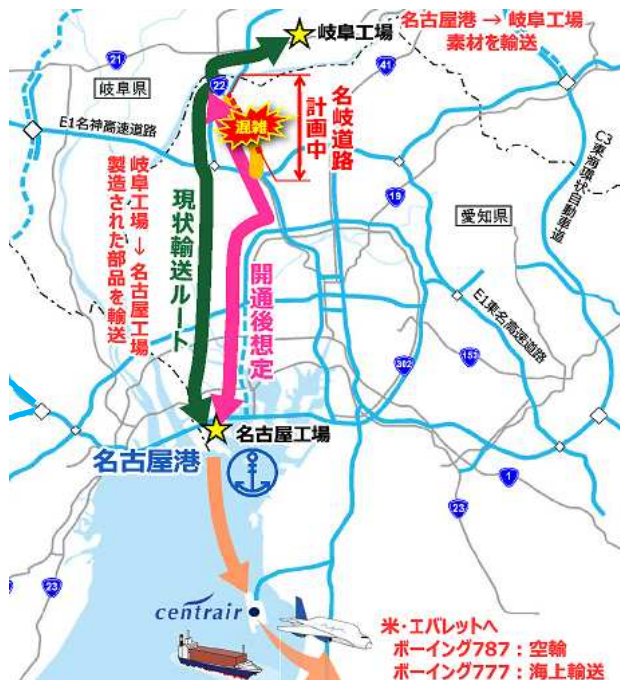 岐阜工場
名古屋港 → 岐阜工場
素材を輸送
21
41
22
岐阜県
混雑
名岐道路
計画中
E1名神高速道路
C3東海環状自動車道
19
愛知県
岐阜工場 → 名古屋工場
製造された部品を輸送
現状輸送ルート
開通後想定
E1東名高速道路
302
153
名古屋工場
名古屋港
1
23
23
centrair
米・エバレットへ
ボーイング787：空輸
ボーイング777：海上輸送